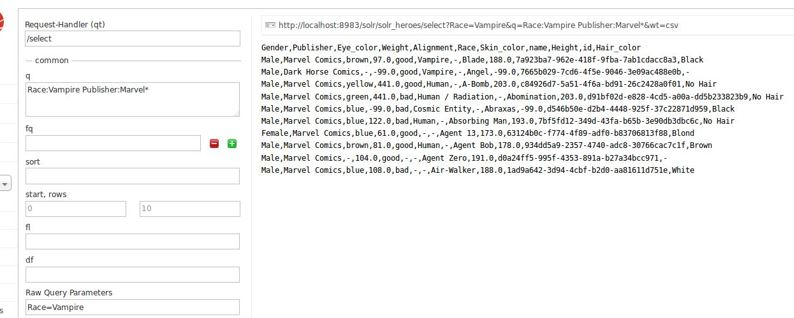 Request-Handler (qt)
/select
common
q
Race:Vampire Publisher:Marvel*
fq
sort
start, rows
0
10
fl
df
Raw Query Parameters
Race=Vampire
s
http://localhost:8983/solr/solr_heroes/select?Race=Vampire&q=Race:Vampire Publisher:Marvel*&wt=csv
Gender,Publisher,Eye_color,Weight,Alignment,Race,Skin_color,name,Height,id,Hair_color
Male,Marvel Comics,brown,97.0,good,Vampire,-,Blade,188.0,7a923ba7-962e-418f-9fba-7ab1cdacc8a3,Black
Male,Dark Horse Comics,-,-99.0,good,Vampire,-,Angel,-99.0,7665b029-7cd6-4f5e-9046-3e09ac488e0b,-
Male,Marvel Comics,yellow,441.0,good,Human,-,A-Bomb,203.0,c84926d7-5a51-4f6a-bd91-26c2428a0f01,No Hair
Male,Marvel Comics,green,441.0,bad,Human / Radiation,-,Abomination,203.0,d91bf02d-e828-4cd5-a00a-dd5b233823b9,No Hair
Male,Marvel Comics,blue,-99.0,bad,Cosmic Entity,-,Abraxas,-99.0,d546b50e-d2b4-4448-925f-37c22871d959,Black
Male,Marvel Comics,blue,122.0,bad,Human,-,Absorbing Man,193.0,7bf5fd12-349d-43fa-b65b-3e90db3dbc6c,No Hair
Female,Marvel Comics,blue,61.0,good,-,-,Agent 13,173.0,63124b0c-f774-4f89-adf0-b83706813f88,Blond
Male,Marvel Comics,brown,81.0,good,Human,-,Agent Bob,178.0,934dd5a9-2357-4740-adc8-30766cac7c1f,Brown
Male,Marvel Comics,-,104.0,good,-,-,Agent Zero,191.0,d0a24ff5-995f-4353-891a-b27a34bcc971,-
Male,Marvel Comics,blue,108.0,bad,-,-,Air-Walker,188.0,1ad9a642-3d94-4cbf-b2d0-aa81611d751e,White